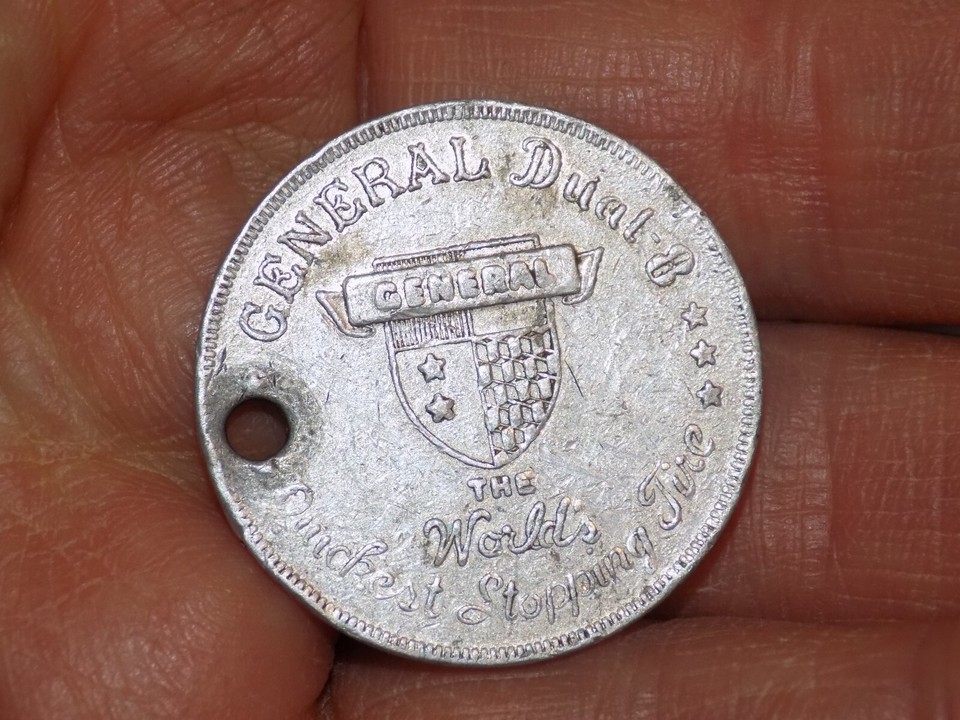 GENERAL Dual-8
GENERAL
THE
World's
Quickest Stopping Tire